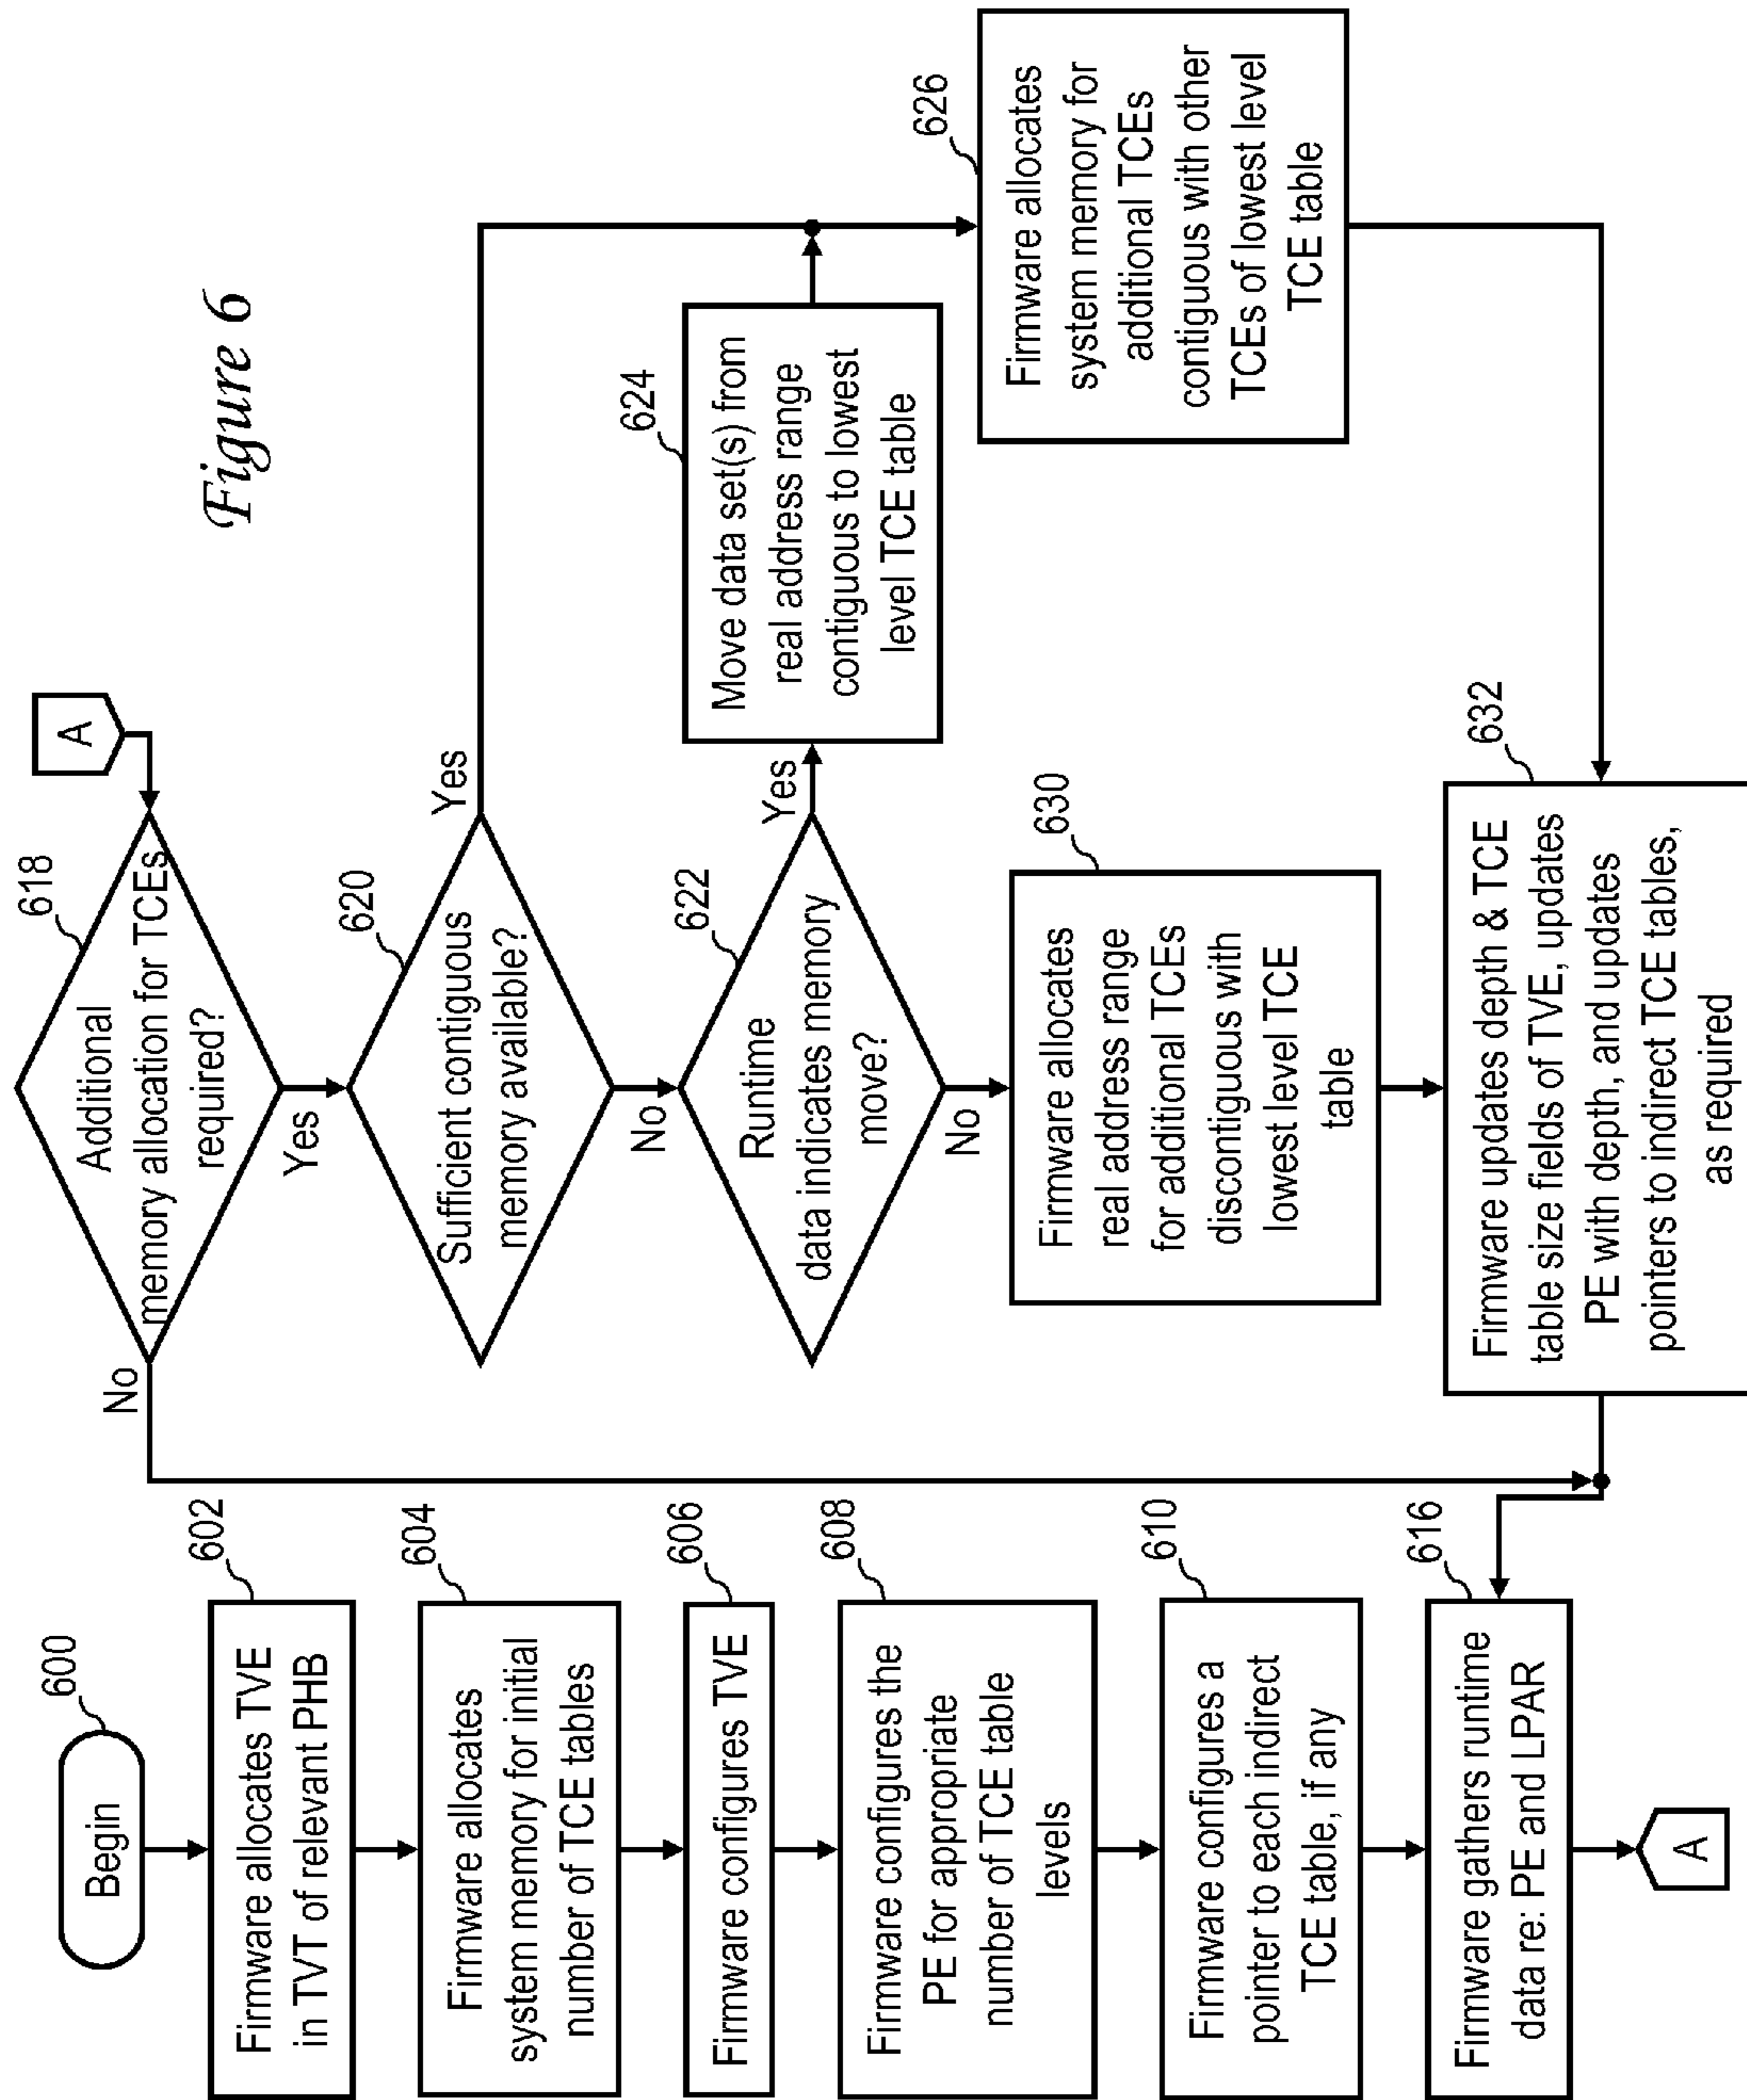 Figure 6
600
Begin
602
Firmware allocates TVE
in TVT of relevant PHB
604
Firmware allocates
system memory for initial
number of TCE tables
606
Firmware configures TVE
608
Firmware configures the
PE for appropriate
number of TCE table
levels
610
Firmware configures a
pointer to each indirect
TCE table, if any
616
Firmware gathers runtime
data re: PE and LPAR
A
A
618
Additional
memory allocation for TCEs
required?
No
Yes
620
Sufficient contiguous
memory available?
Yes
No
622
Runtime
data indicates memory
move?
Yes
No
624
Move data set(s) from
real address range
contiguous to lowest
level TCE table
626
Firmware allocates
system memory for
additional TCEs
contiguous with other
TCEs of lowest level
TCE table
630
Firmware allocates
real address range
for additional TCEs
discontiguous with
lowest level TCE
table
632
Firmware updates depth & TCE
table size fields of TVE, updates
PE with depth, and updates
pointers to indirect TCE tables,
as required